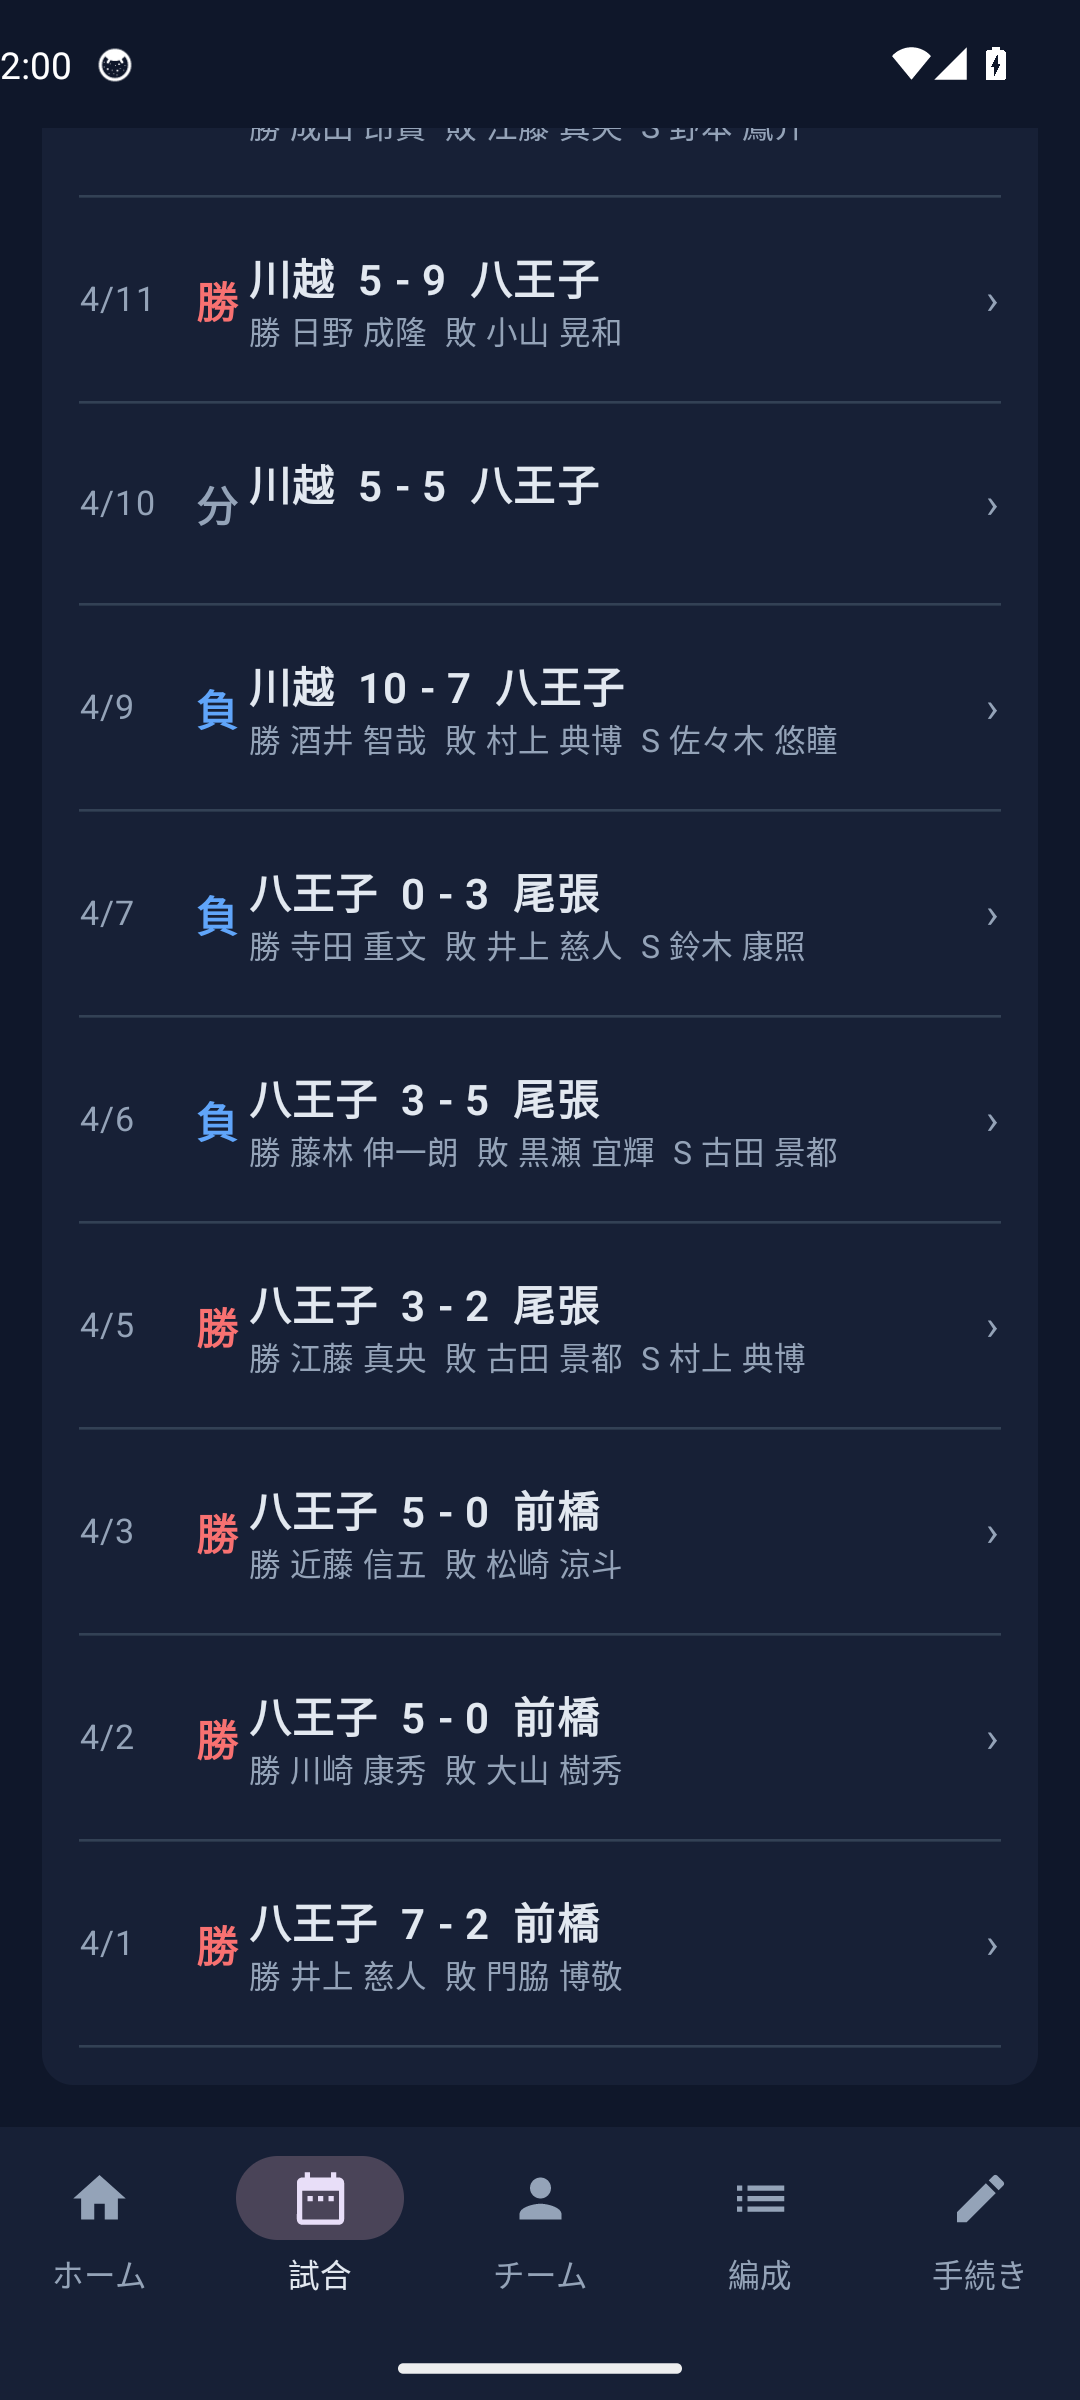 2:00
4/11 勝 川越 5 - 9 八王子 ›
勝 日野 成隆 敗 小山 晃和
4/10 分 川越 5 - 5 八王子 ›
4/9 負 川越 10 - 7 八王子 ›
勝 酒井 智哉 敗 村上 典博 S 佐々木 悠瞳
4/7 負 八王子 0 - 3 尾張 ›
勝 寺田 重文 敗 井上 慈人 S 鈴木 康照
4/6 負 八王子 3 - 5 尾張 ›
勝 藤林 伸一朗 敗 黒瀬 宜輝 S 古田 景都
4/5 勝 八王子 3 - 2 尾張 ›
勝 江藤 真央 敗 古田 景都 S 村上 典博
4/3 勝 八王子 5 - 0 前橋 ›
勝 近藤 信五 敗 松崎 涼斗
4/2 勝 八王子 5 - 0 前橋 ›
勝 川崎 康秀 敗 大山 樹秀
4/1 勝 八王子 7 - 2 前橋 ›
勝 井上 慈人 敗 門脇 博敬
ホーム 試合 チーム 編成 手続き